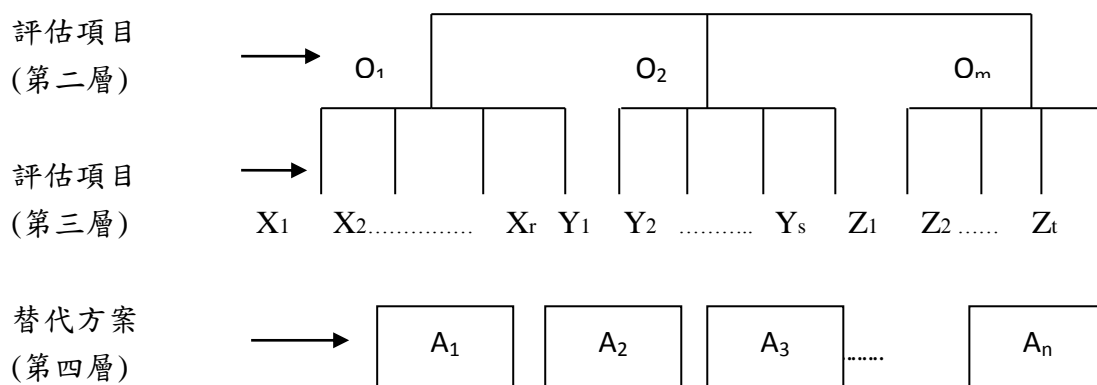 評估項目
(第二層)
O₁ O₂ Oₘ
評估項目
(第三層)
X₁ X₂…………… Xᵣ Y₁ Y₂ ……….. Yₛ Z₁ Z₂ …… Zₜ
替代方案
(第四層)
A₁ A₂ A₃ ……… Aₙ